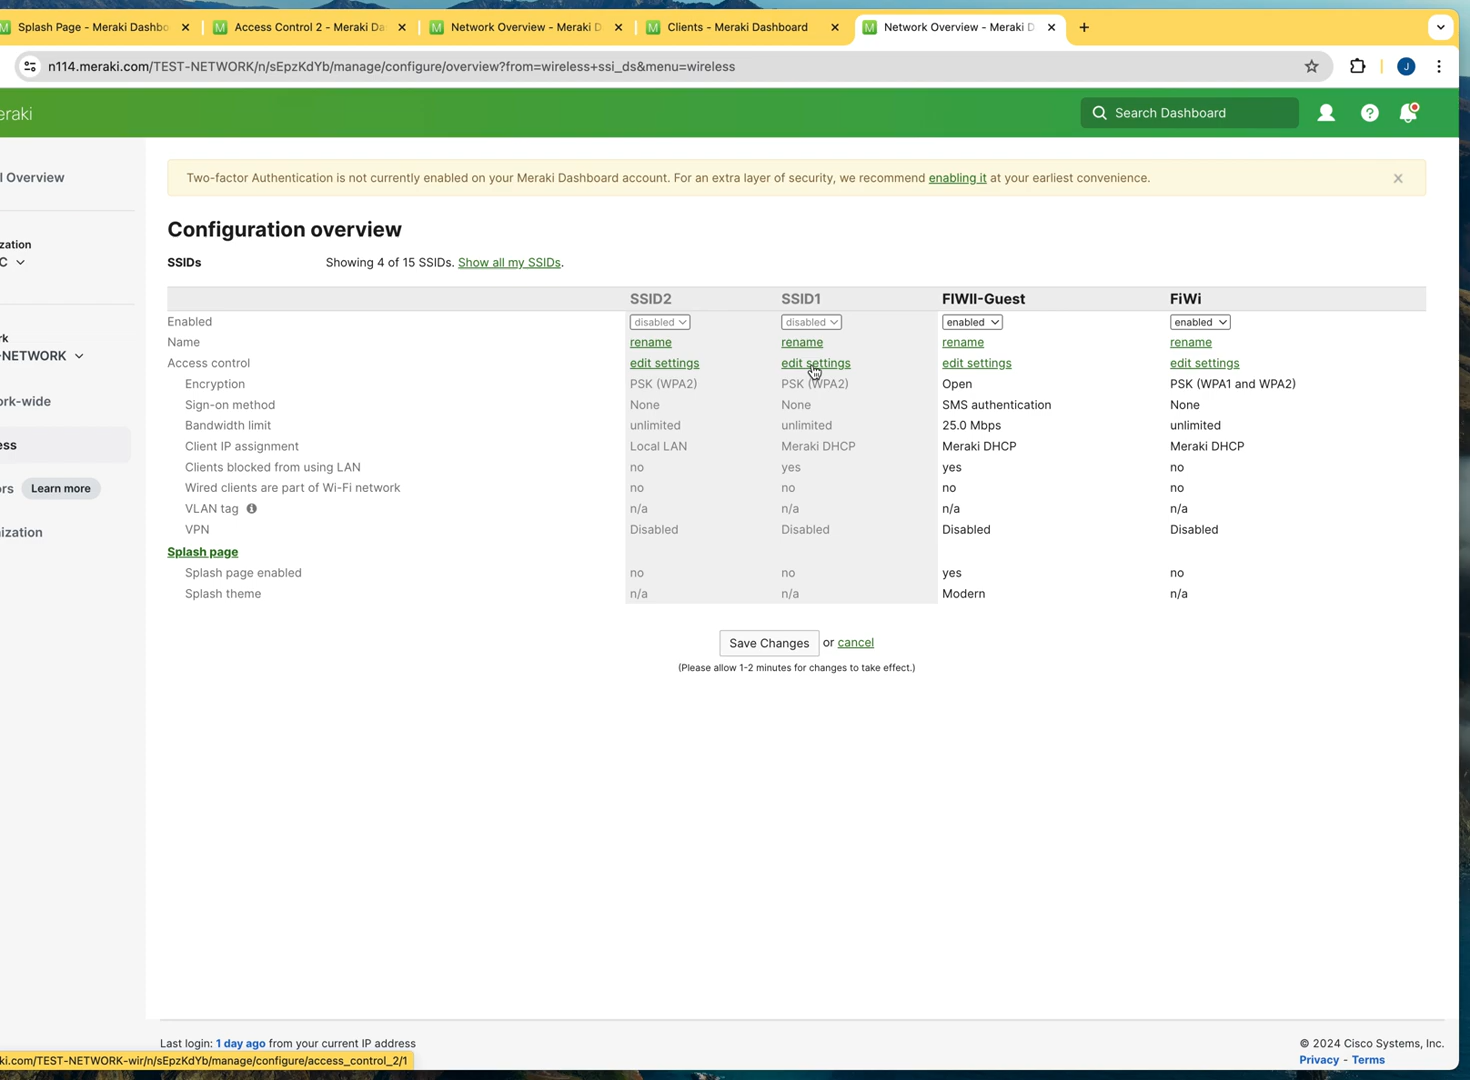 Splash Page - Meraki Dashbo
Access Control 2 - Meraki Da
Network Overview - Meraki D
Clients - Meraki Dashboard
Network Overview - Meraki D
n114.meraki.com/TEST-NETWORK/n/sEpzKdYb/manage/configure/overview?from=wireless+ssi_ds&menu=wireless
J
eraki
Search Dashboard
Two-factor Authentication is not currently enabled on your Meraki Dashboard account. For an extra layer of security, we recommend enabling it at your earliest convenience.
l Overview
zation
C
rk
-NETWORK
ork-wide
ess
ors Learn more
ization
Configuration overview
SSIDs Showing 4 of 15 SSIDs. Show all my SSIDs.
SSID2 SSID1 FIWII-Guest FiWi
Enabled disabled disabled enabled enabled
Name rename rename rename rename
Access control edit settings edit settings edit settings edit settings
Encryption PSK (WPA2) PSK (WPA2) Open PSK (WPA1 and WPA2)
Sign-on method None None SMS authentication None
Bandwidth limit unlimited unlimited 25.0 Mbps unlimited
Client IP assignment Local LAN Meraki DHCP Meraki DHCP Meraki DHCP
Clients blocked from using LAN no yes yes no
Wired clients are part of Wi-Fi network no no no no
VLAN tag n/a n/a n/a n/a
VPN Disabled Disabled Disabled Disabled
Splash page
Splash page enabled no no yes no
Splash theme n/a n/a Modern n/a
Save Changes or cancel
(Please allow 1-2 minutes for changes to take effect.)
Last login: 1 day ago from your current IP address
© 2024 Cisco Systems, Inc.
Privacy - Terms
ki.com/TEST-NETWORK-wir/n/sEpzKdYb/manage/configure/access_control_2/1